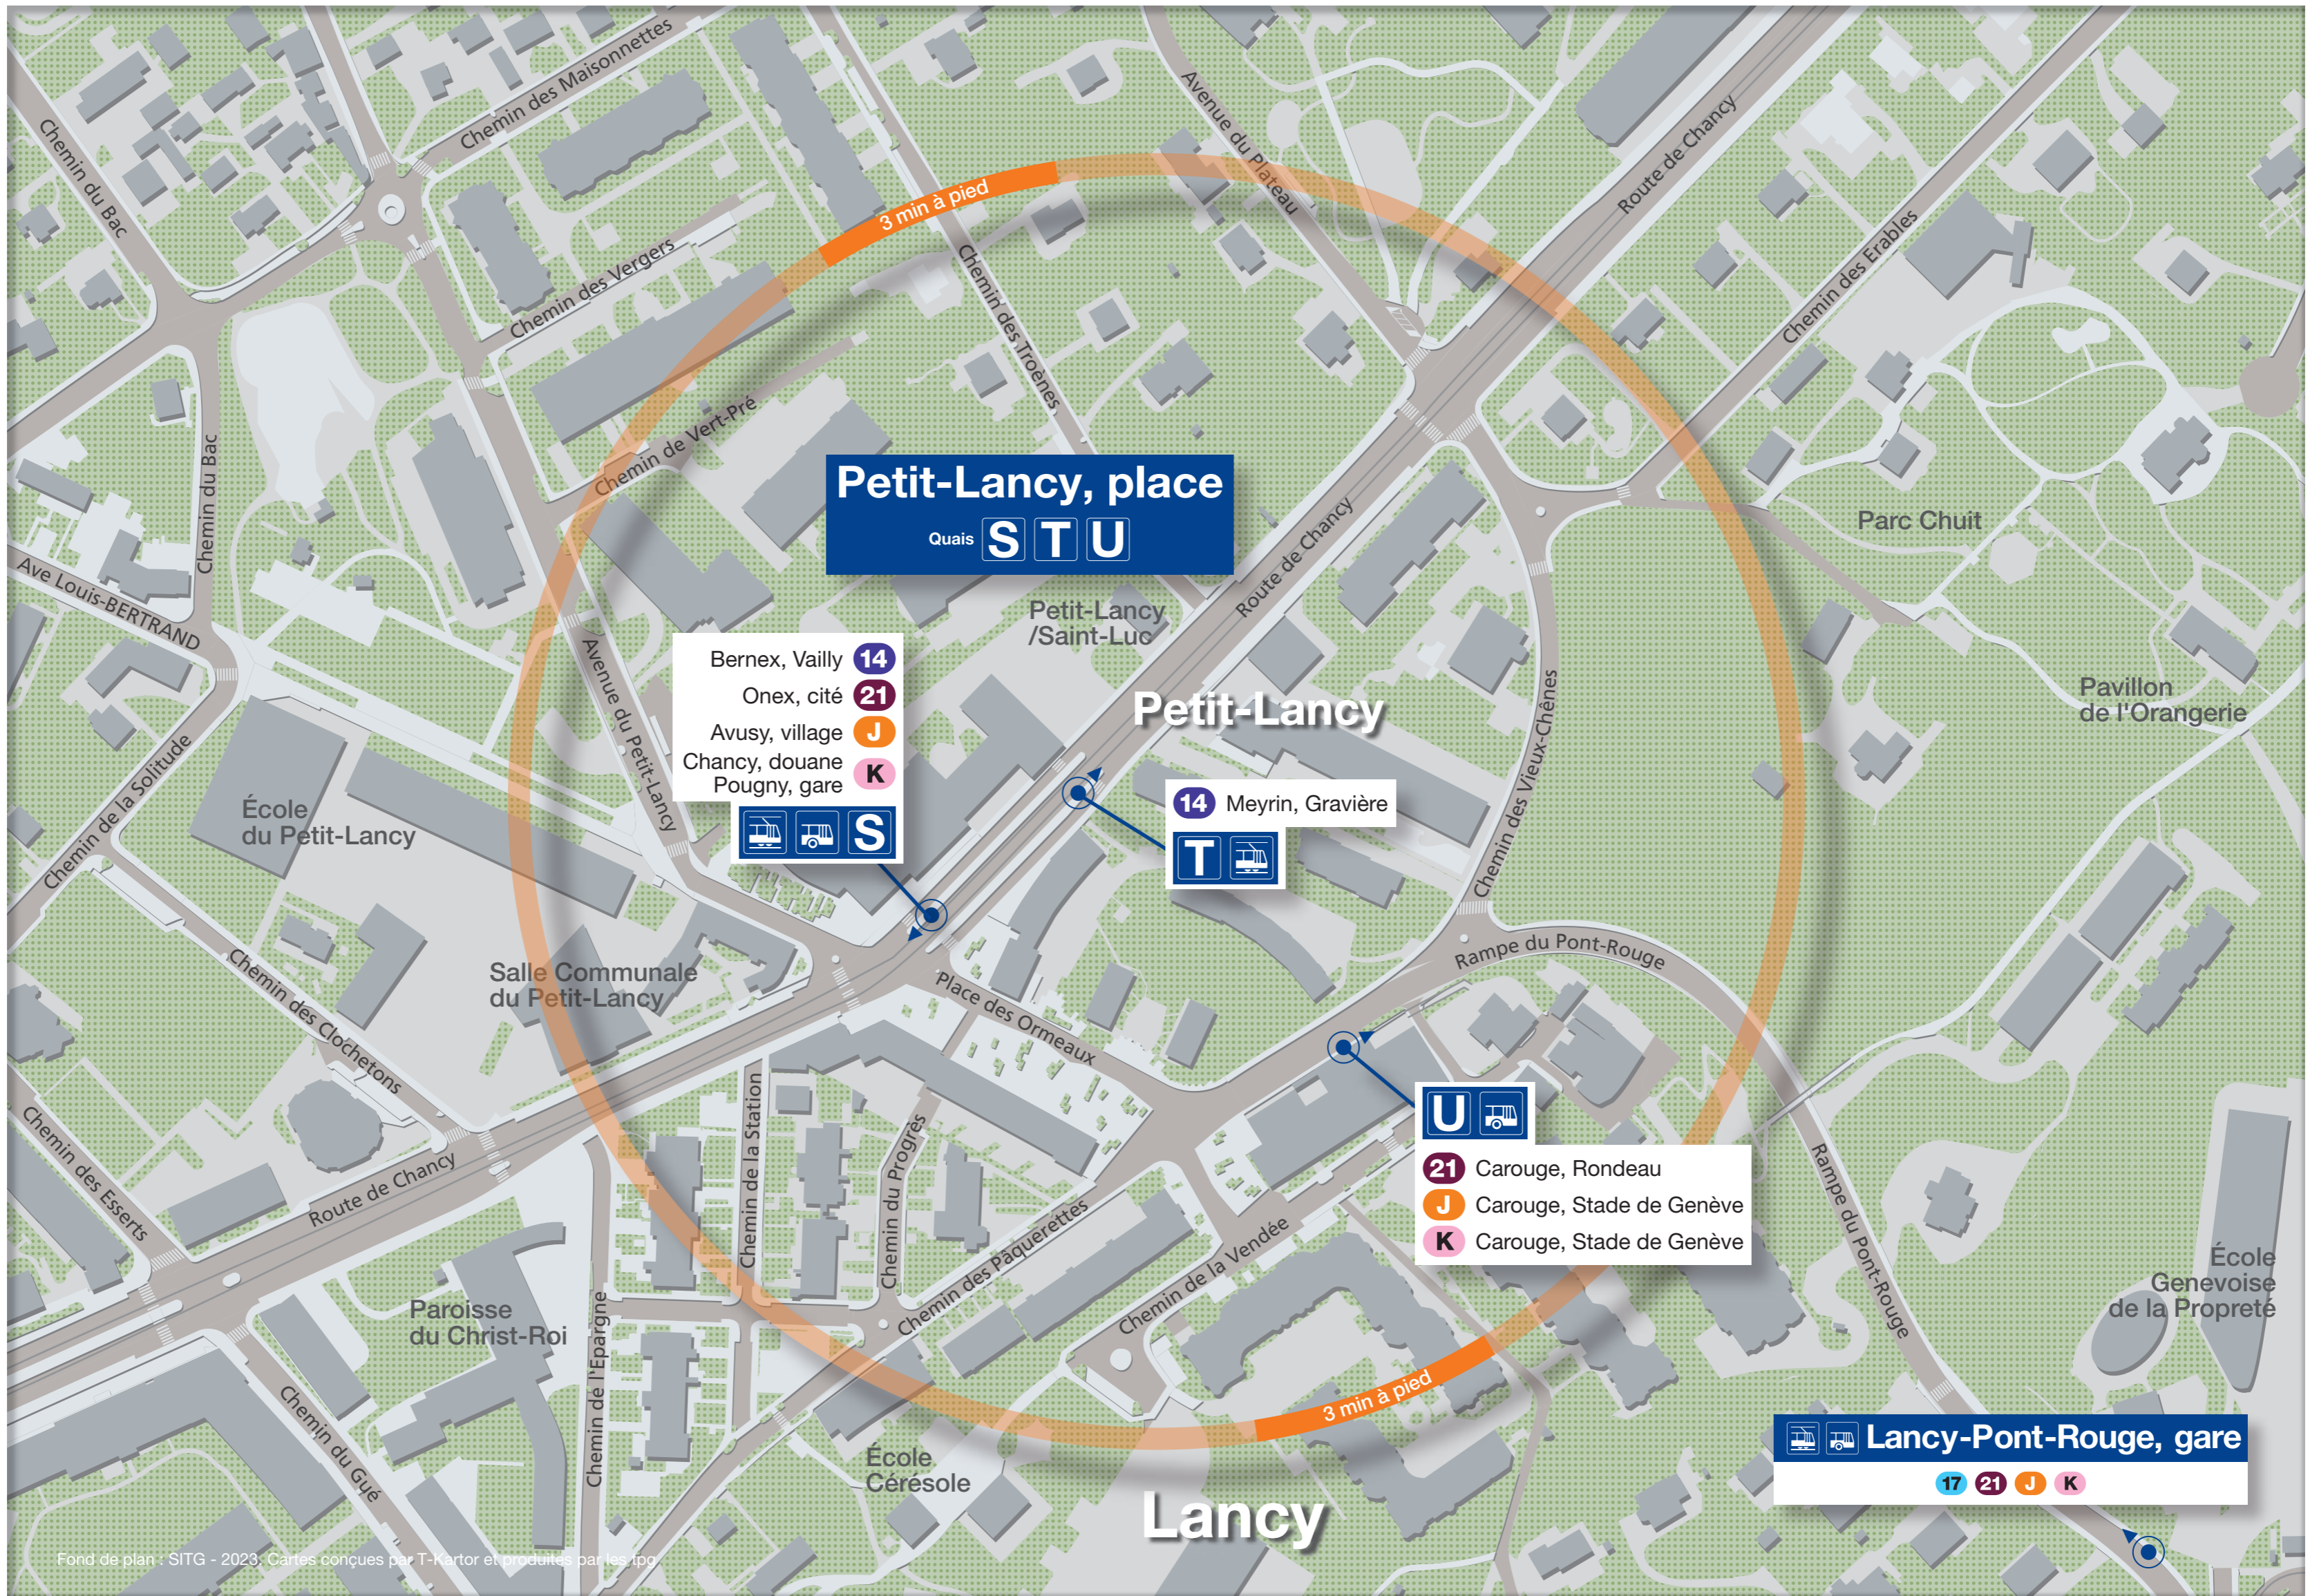 Chemin des Maisonnettes
Chemin du Bac
Avenue du Plateau
Route de Chancy
3 min à pied
Chemin des Vergers
Chemin des Troènes
Chemin des Erables
Chemin de Vert-Pré
Chemin du Bac
Petit-Lancy, place
Quais S T U
Parc Chuit
Route de Chancy
Ave Louis-BERTRAND
Petit-Lancy
/Saint-Luc
Avenue du Petit-Lancy
Bernex, Vailly 14
Onex, cité 21
Avusy, village J
Chancy, douane
Pougny, gare K
S
Petit-Lancy
Pavillon
de l'Orangerie
Chemin des Vieux-Chênes
14 Meyrin, Gravière
T
Chemin de la Solitude
École
du Petit-Lancy
Rampe du Pont-Rouge
Salle Communale
du Petit-Lancy
Place des Ormeaux
Chemin des Clochetons
U
21 Carouge, Rondeau
J Carouge, Stade de Genève
K Carouge, Stade de Genève
Chemin des Esserts
Route de Chancy
Chemin de la Station
Chemin du Progrès
Chemin des Pâquerettes
Chemin de la Vendée
Rampe du Pont-Rouge
École
Genevoise
de la Propreté
Paroisse
du Christ-Roi
Chemin de l'Epargne
Chemin du Gué
3 min à pied
École
Cérésole
Lancy-Pont-Rouge, gare
17 21 J K
Lancy
Fond de plan : SITG - 2023. Cartes conçues par T-Kartor et produites par les tpg